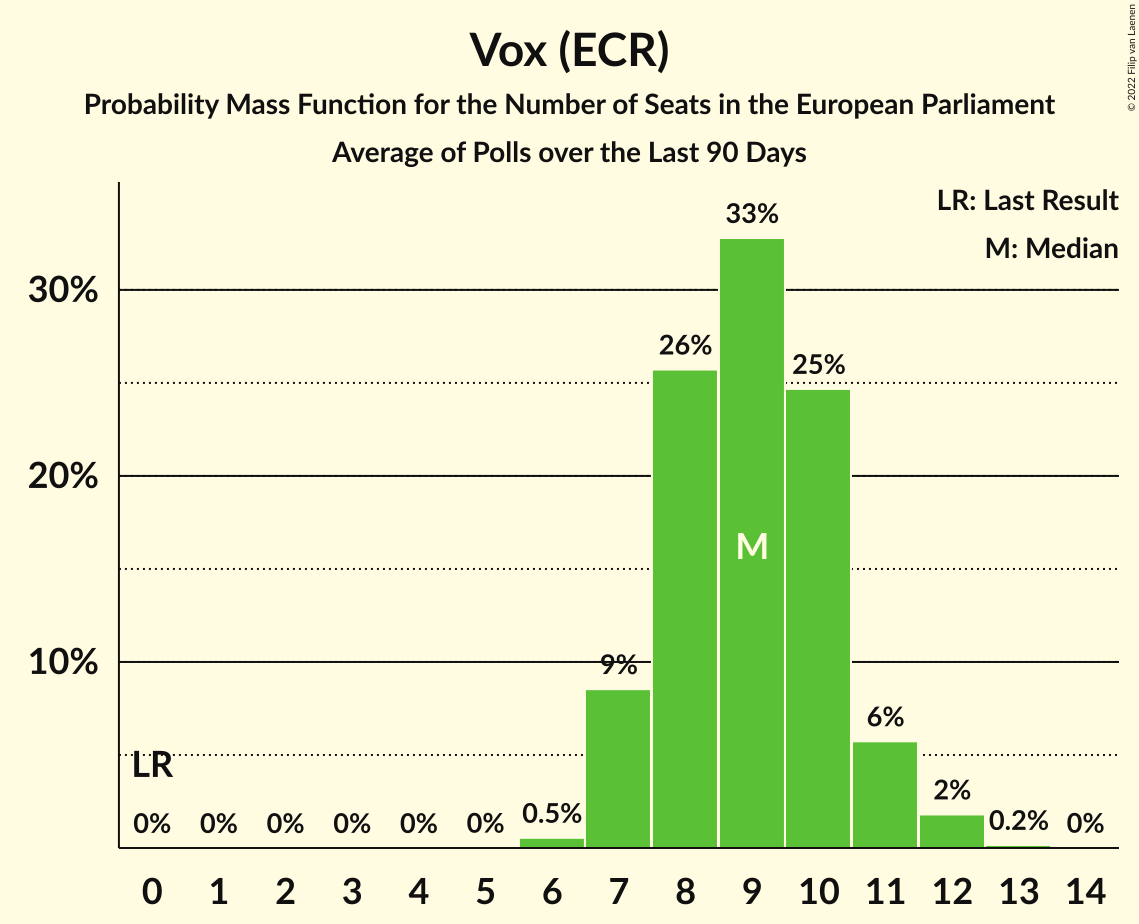 © 2022 Filip van Laenen
Vox (ECR)
Probability Mass Function for the Number of Seats in the European Parliament
Average of Polls over the Last 90 Days
LR: Last Result
M: Median
33%
30%
26%
25%
20%
M
10%
9%
6%
LR
2%
0% 0% 0% 0% 0% 0% 0.5% 0.2% 0%
0 1 2 3 4 5 6 7 8 9 10 11 12 13 14